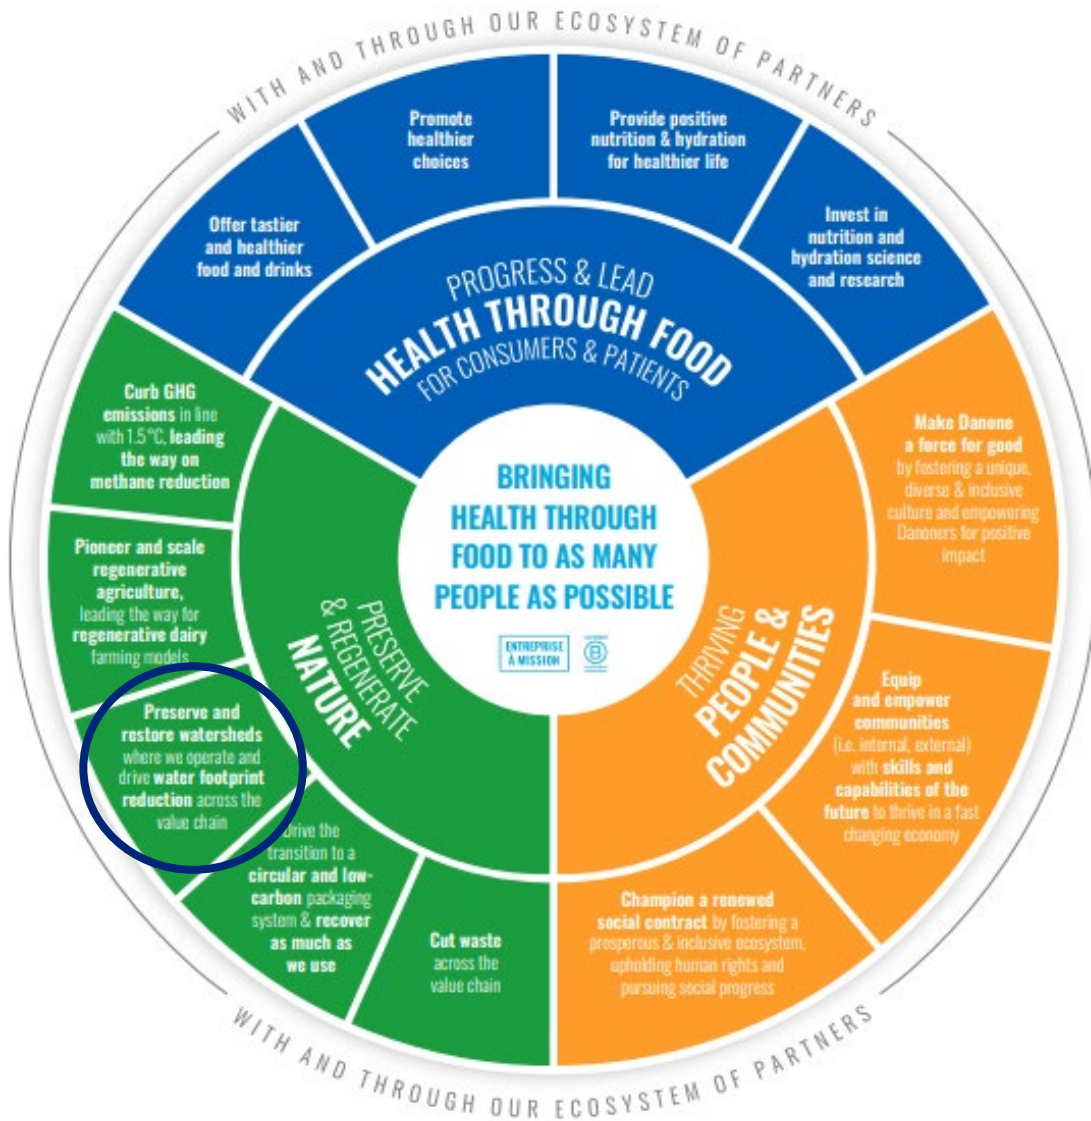 WITH AND THROUGH OUR ECOSYSTEM OF PARTNERS
Offer tastier
and healthier
food and drinks
Promote
healthier
choices
Provide positive
nutrition & hydration
for healthier life
Invest in
nutrition and
hydration science
and research
PROGRESS & LEAD
HEALTH THROUGH FOOD
FOR CONSUMERS & PATIENTS
Curb GHG
emissions in line
with 1.5°C, leading
the way on
methane reduction
Pioneer and scale
regenerative
agriculture,
leading the way for
regenerative dairy
farming models
Preserve and
restore watersheds
where we operate and
drive water footprint
reduction across the
value chain
Drive the
transition to a
circular and low-
carbon packaging
system & recover
as much as
we use
Cut waste
across the
value chain
PRESERVE
& REGENERATE
NATURE
BRINGING
HEALTH THROUGH
FOOD TO AS MANY
PEOPLE AS POSSIBLE
ENTREPRISE
À MISSION
B
THRIVING
PEOPLE &
COMMUNITIES
Make Danone
a force for good
by fostering a unique,
diverse & inclusive
culture and empowering
Danoners for positive
impact
Equip
and empower
communities
(i.e. internal, external)
with skills and
capabilities of the
future to thrive in a fast
changing economy
Champion a renewed
social contract by fostering a
prosperous & inclusive ecosystem,
upholding human rights and
pursuing social progress
WITH AND THROUGH OUR ECOSYSTEM OF PARTNERS